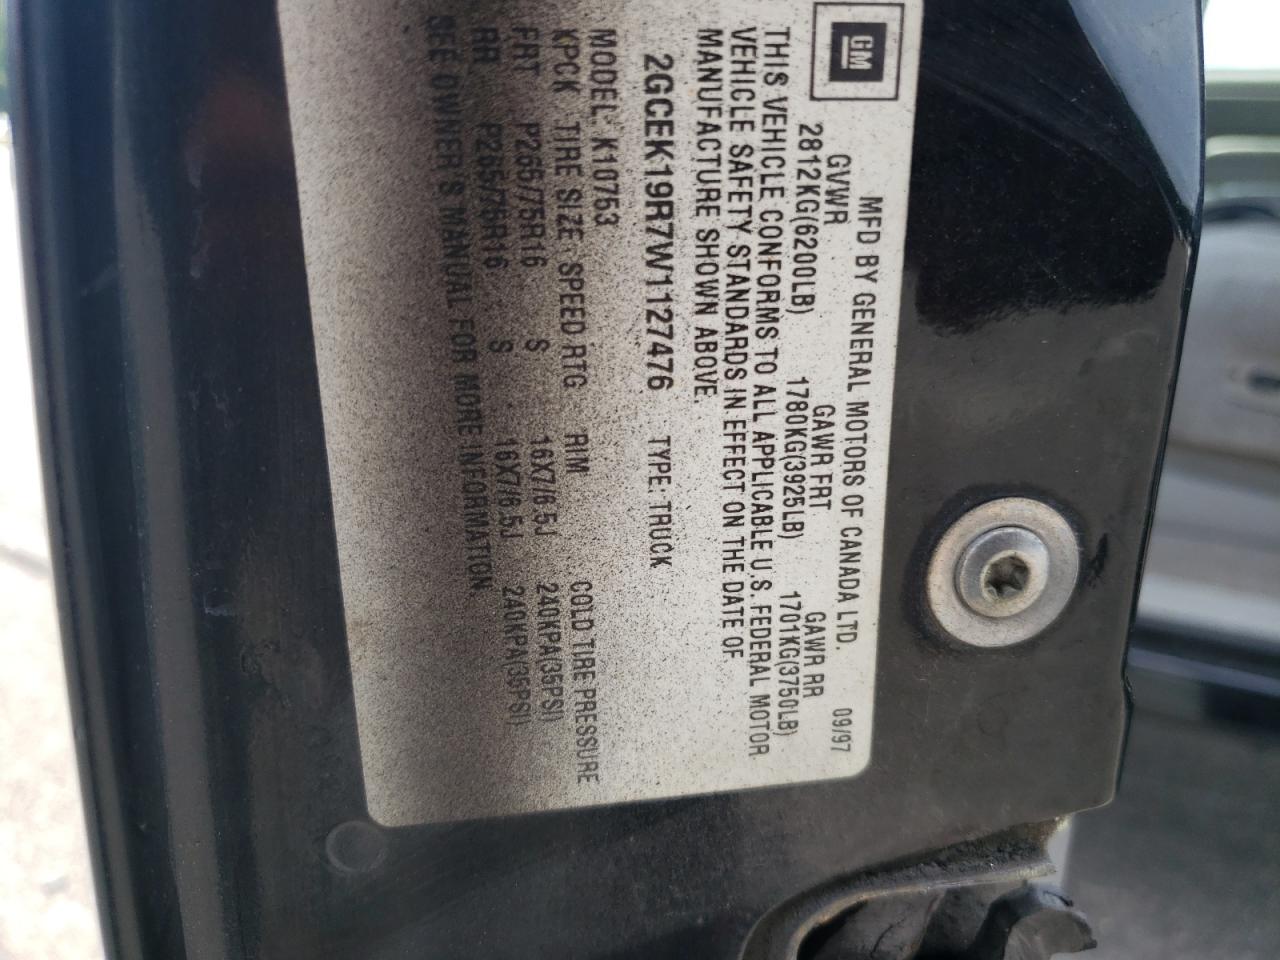 GM
MFD BY GENERAL MOTORS OF CANADA LTD.
09/97
GVWR GAWR FRT GAWR RR
2812KG(6200LB) 1780KG(3925LB) 1701KG(3750LB)
THIS VEHICLE CONFORMS TO ALL APPLICABLE U.S. FEDERAL MOTOR
VEHICLE SAFETY STANDARDS IN EFFECT ON THE DATE OF
MANUFACTURE SHOWN ABOVE.
2GCEK19R7W1127476 TYPE: TRUCK
MODEL: K10753
KPCK TIRE SIZE SPEED RTG RIM COLD TIRE PRESSURE
FRT P265/75R16 S 16X7/6.5J 240KPA(35PSI)
RR P265/75R16 S 16X7/6.5J 240KPA(35PSI)
SEE OWNER'S MANUAL FOR MORE INFORMATION